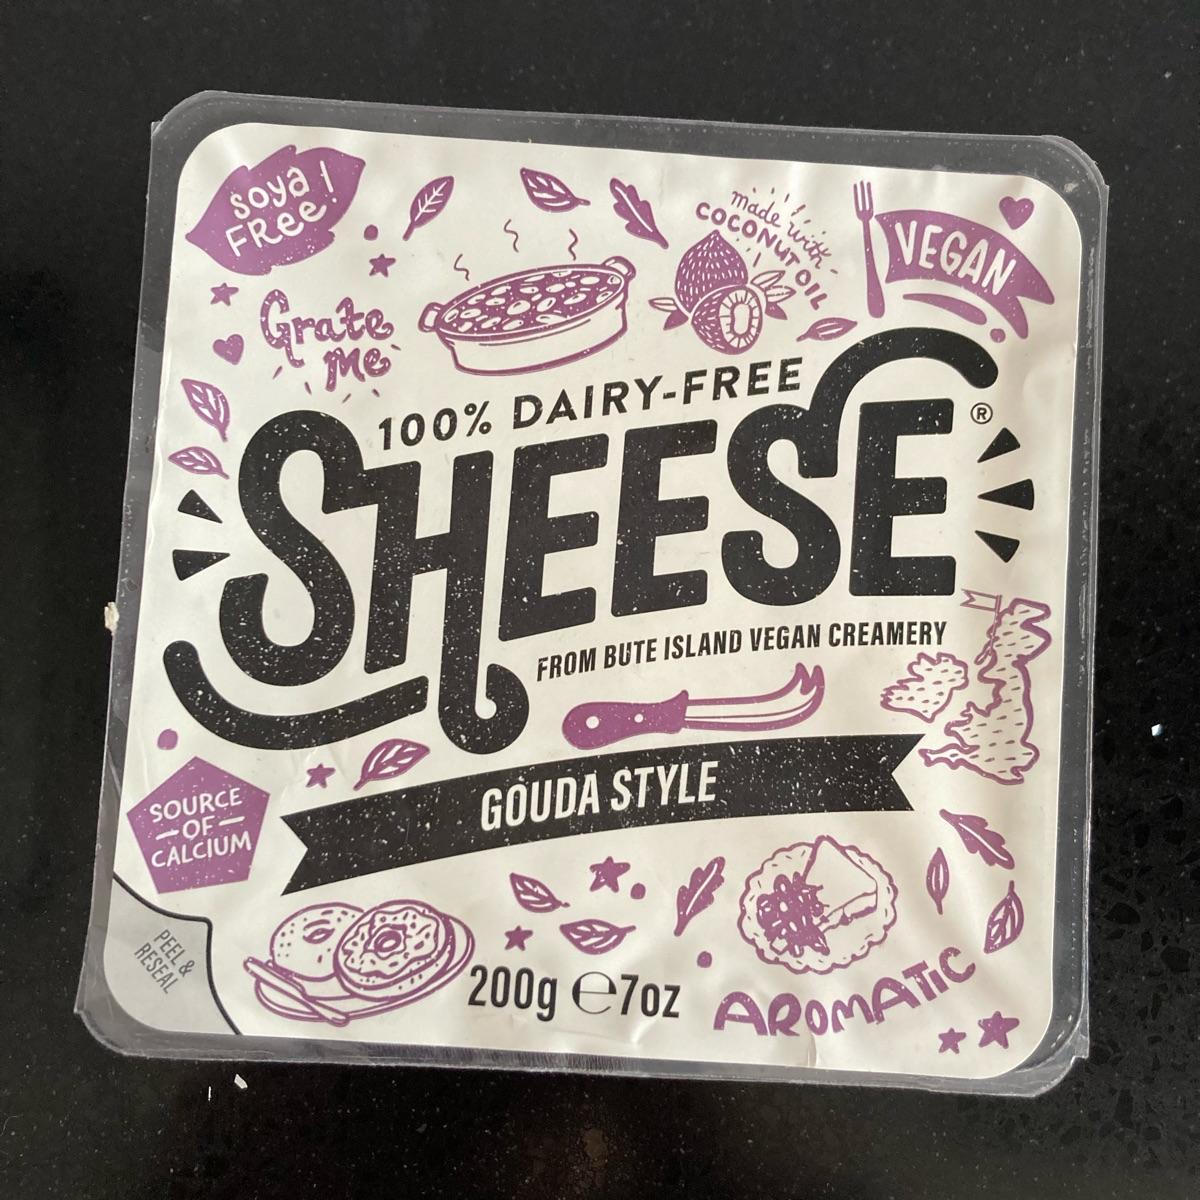 soya
FRee!
made with
COCONUT OIL
VEGAN
Grate
Me
100% DAIRY-FREE
SHEESE®
FROM BUTE ISLAND VEGAN CREAMERY
GOUDA STYLE
SOURCE
OF
CALCIUM
PEEL &
RESEAL
200g ℮ 7oz
AROMATIC